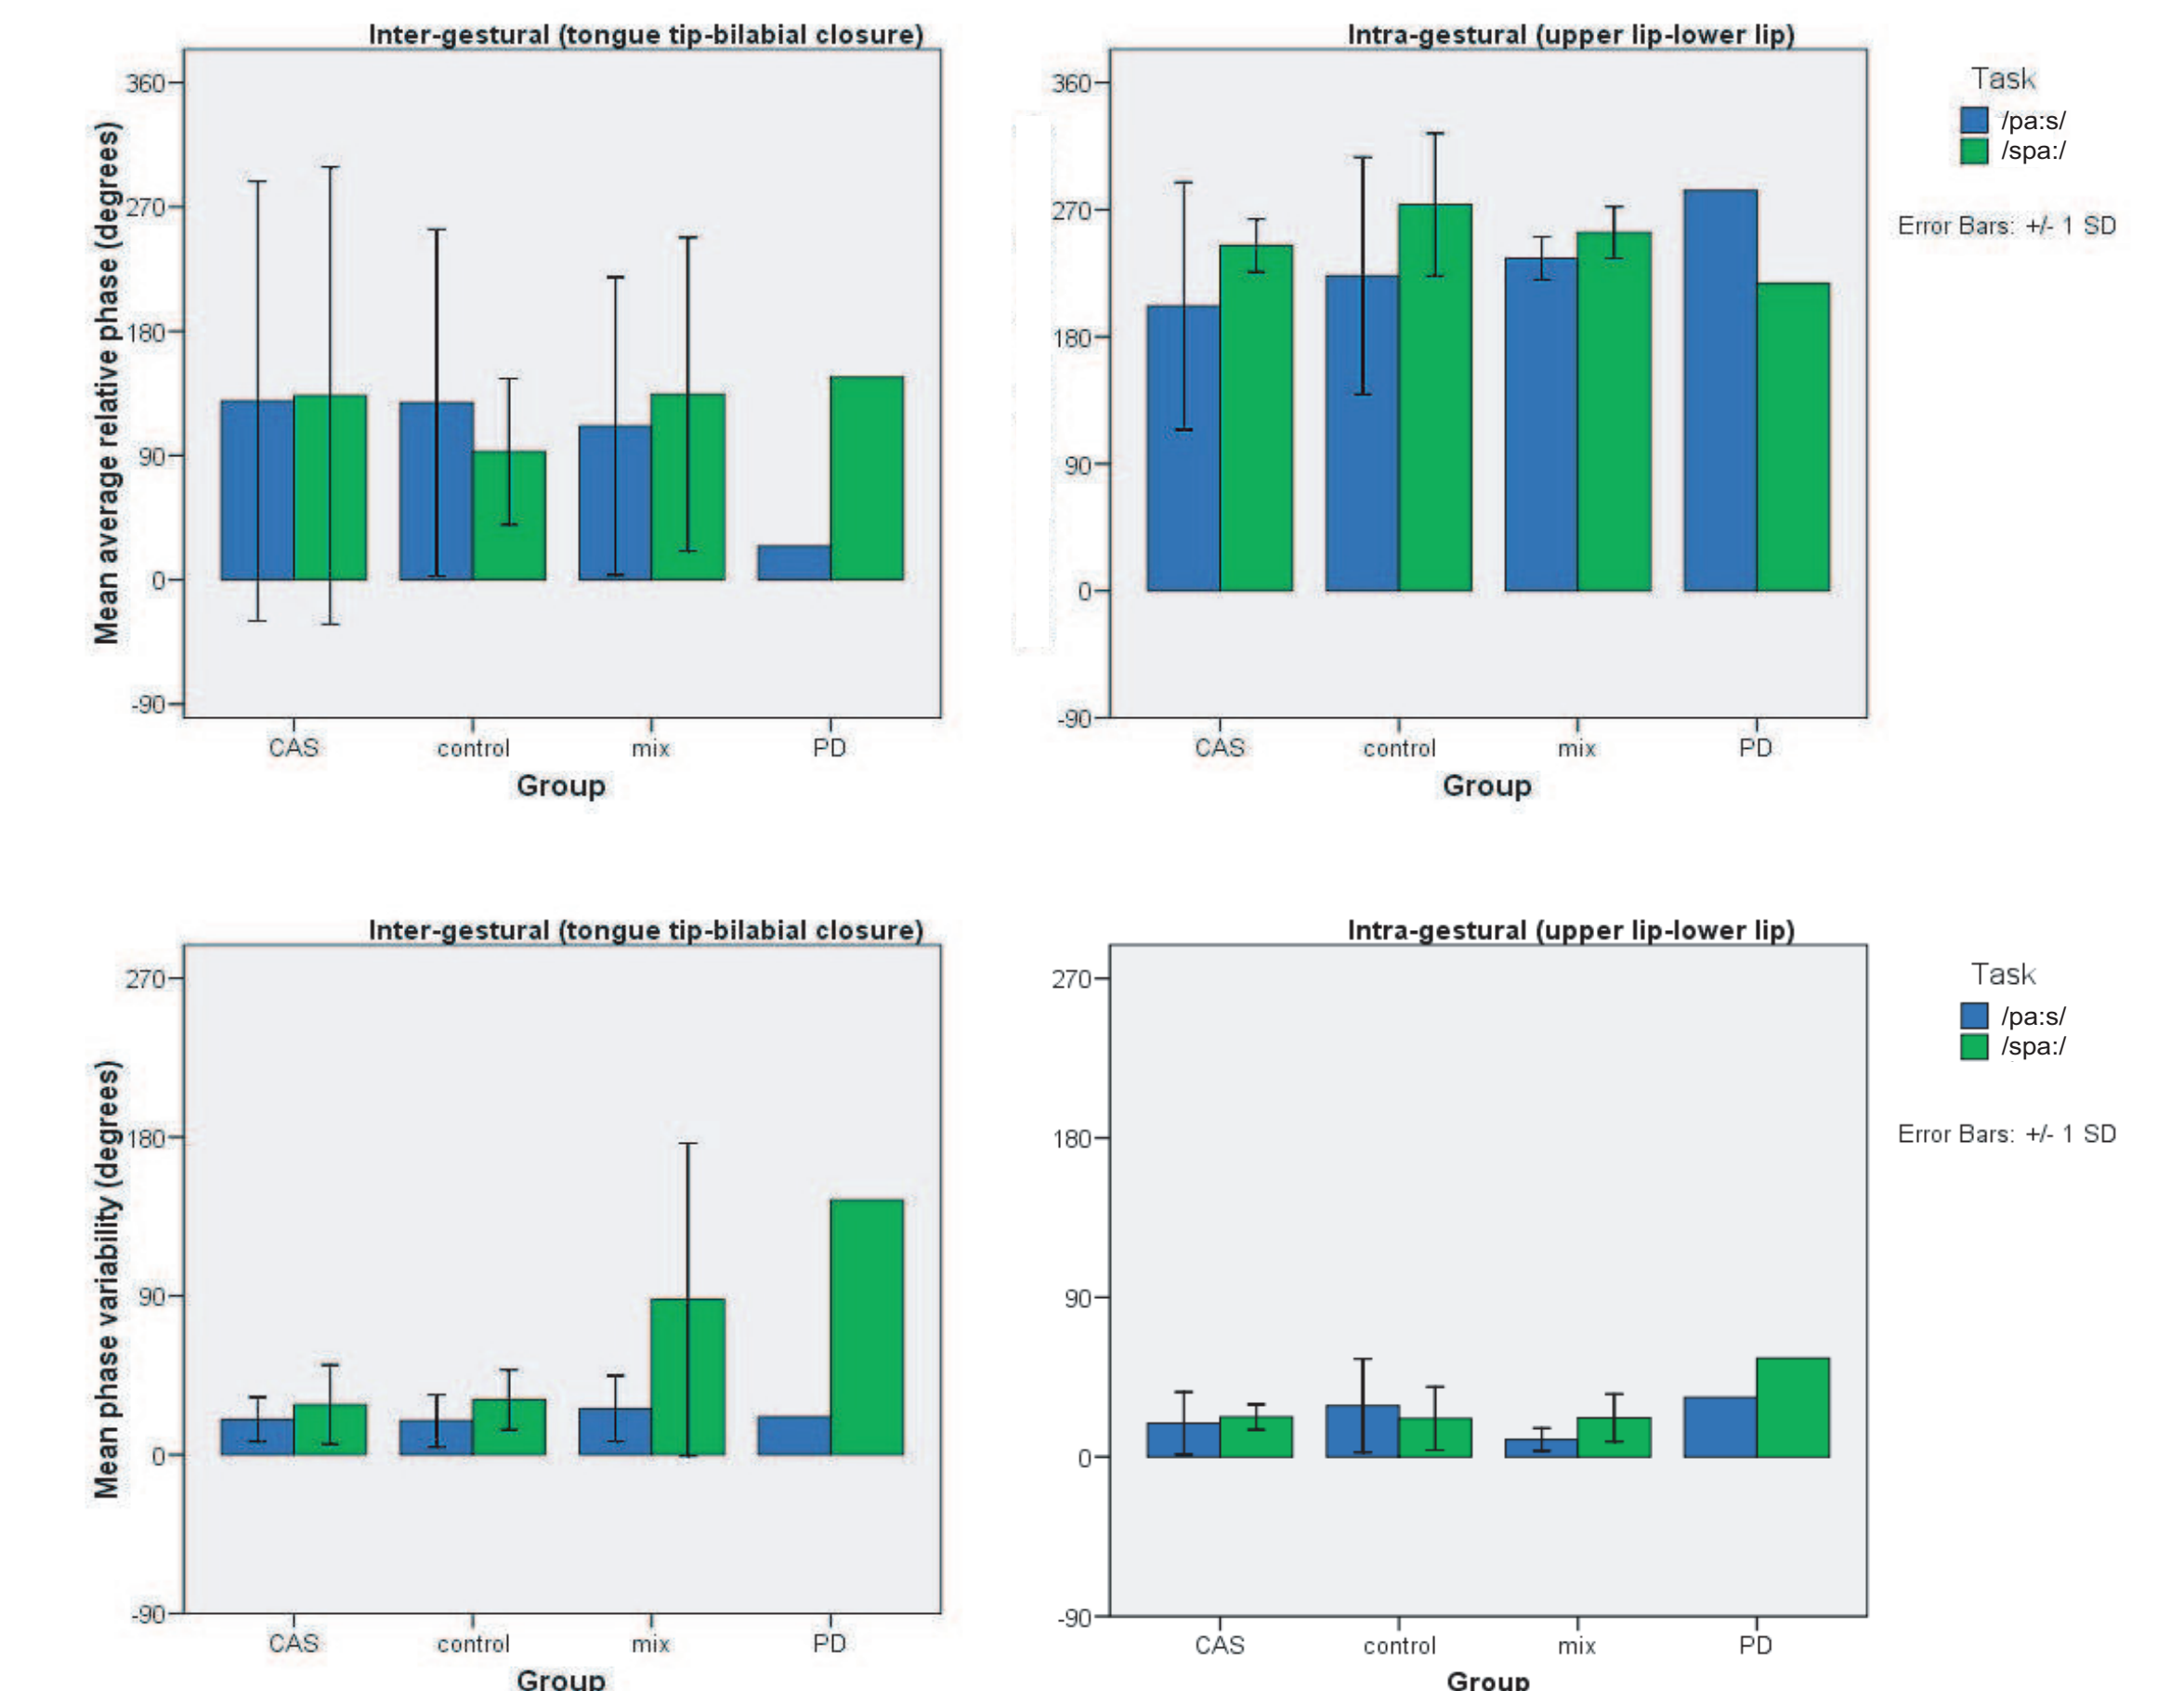 Inter-gestural (tongue tip-bilabial closure)
Mean average relative phase (degrees)
360
270
180
90
0
-90
CAS control mix PD
Group
Intra-gestural (upper lip-lower lip)
360
270
180
90
0
-90
CAS control mix PD
Group
Task
/pa:s/
/spa:/
Error Bars: +/- 1 SD
Inter-gestural (tongue tip-bilabial closure)
Mean phase variability (degrees)
270
180
90
0
-90
CAS control mix PD
Group
Intra-gestural (upper lip-lower lip)
270
180
90
0
-90
CAS control mix PD
Group
Task
/pa:s/
/spa:/
Error Bars: +/- 1 SD